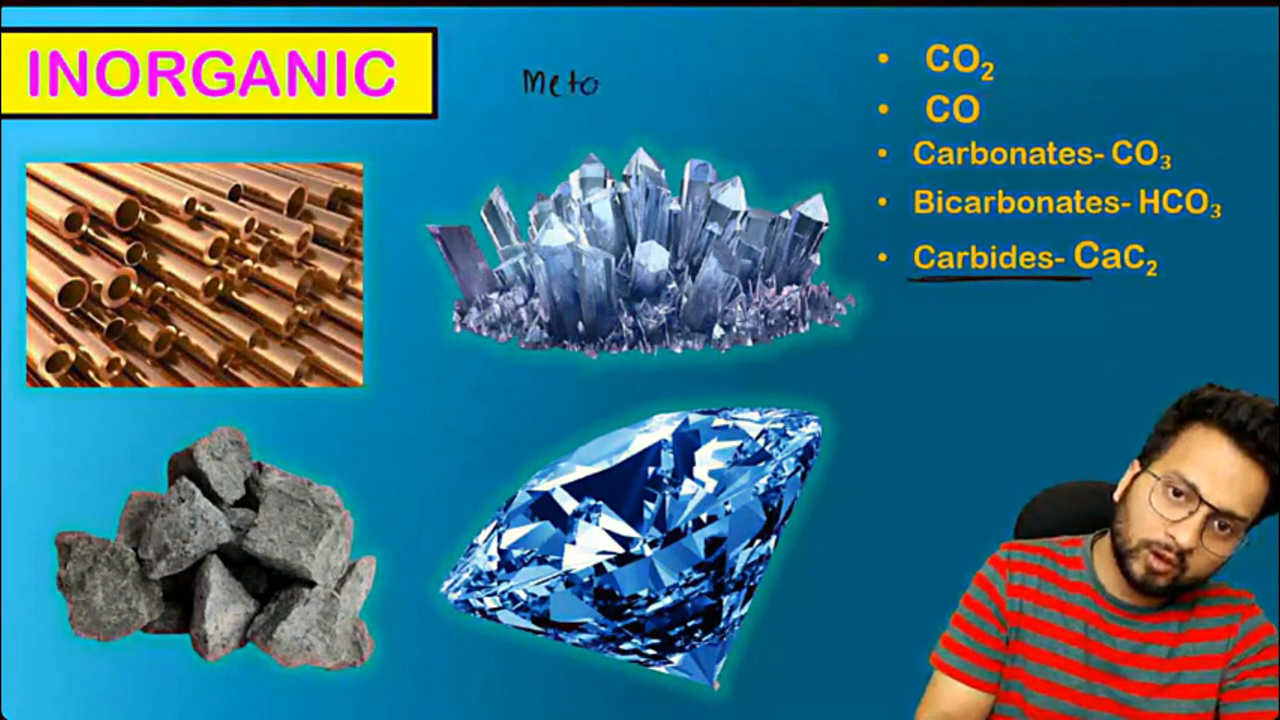 INORGANIC
Meto
• CO₂
• CO
• Carbonates- CO₃
• Bicarbonates- HCO₃
• Carbides- CaC₂